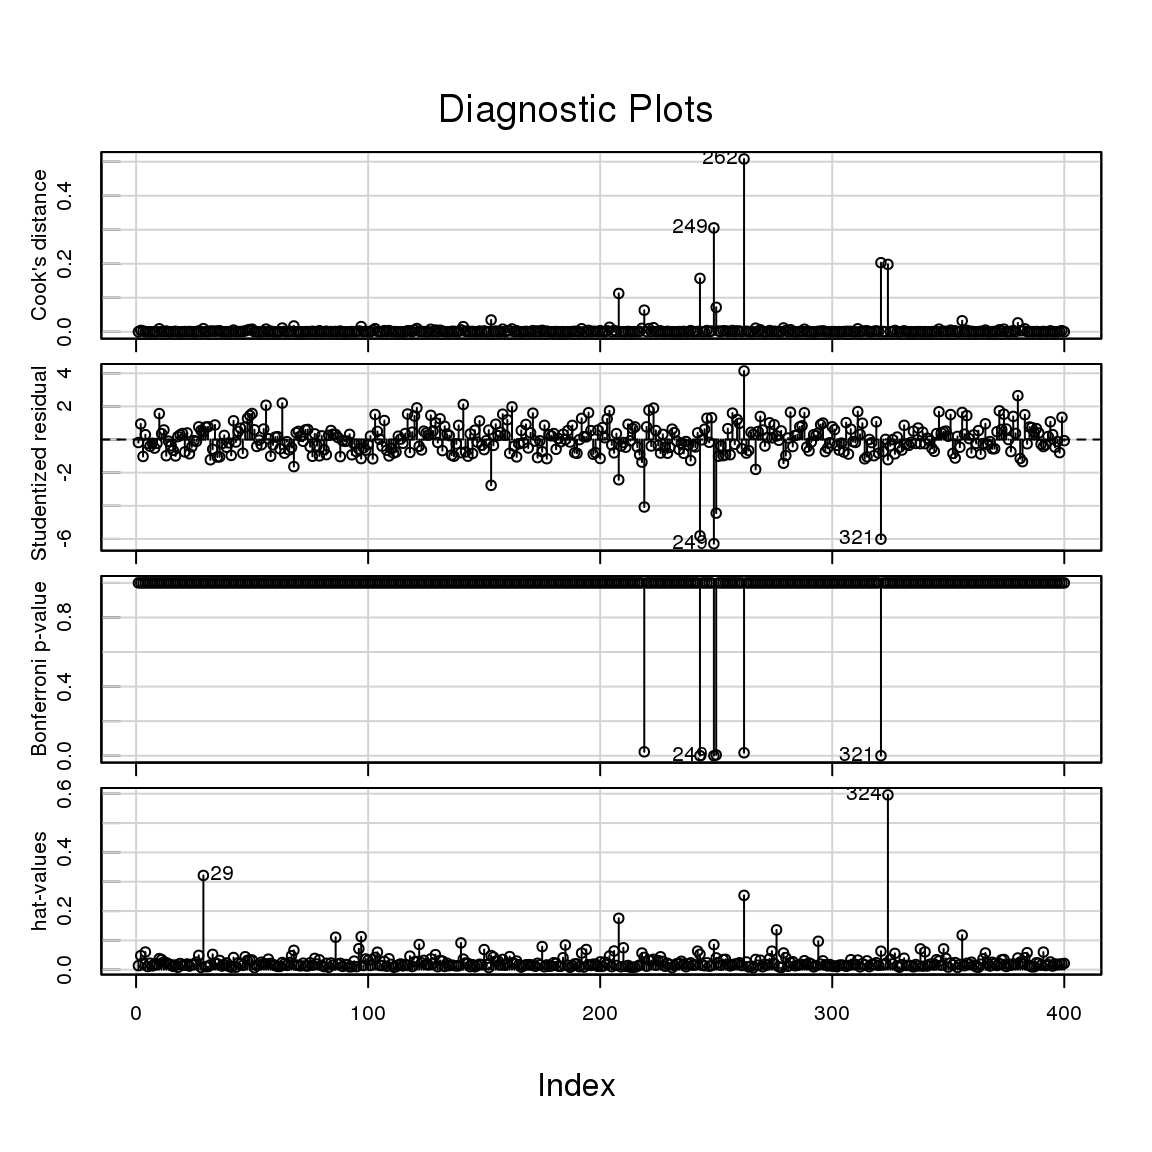 Diagnostic Plots
Cook's distance
0.0 0.2 0.4
249
262
Studentized residual
-6 -2 2 4
249
321
Bonferroni p-value
0.0 0.4 0.8
249
321
hat-values
0.0 0.2 0.4 0.6
29
324
0 100 200 300 400
Index